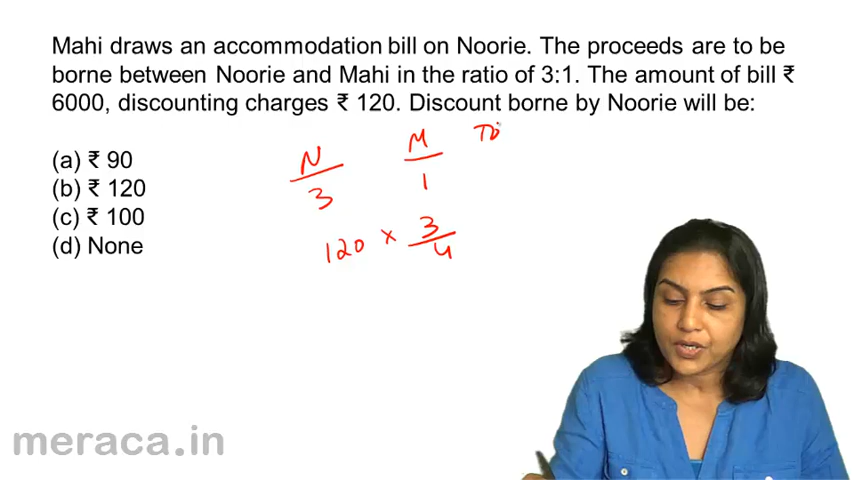 Mahi draws an accommodation bill on Noorie. The proceeds are to be
borne between Noorie and Mahi in the ratio of 3:1. The amount of bill ₹
6000, discounting charges ₹ 120. Discount borne by Noorie will be:
N M To
3 1
(a) ₹ 90
(b) ₹ 120
(c) ₹ 100
(d) None
120 × 3/4
meraca.in